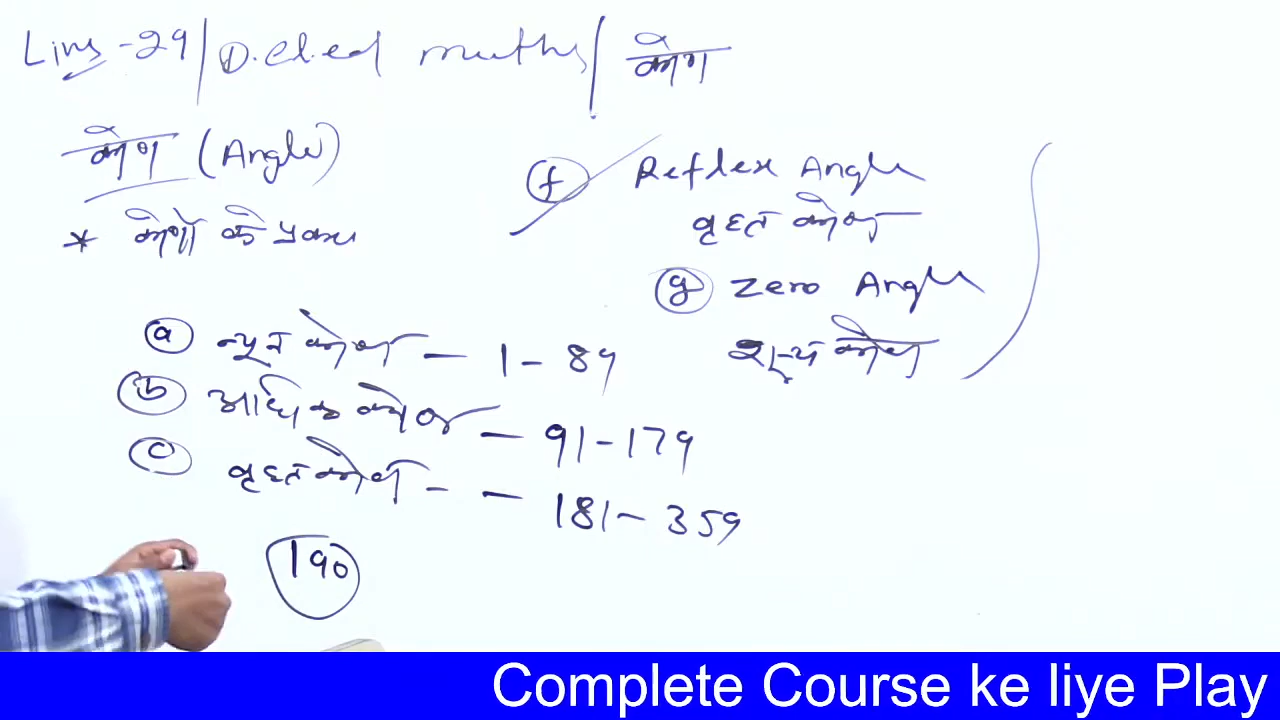 Lins - 29 / D.El.ed maths / कोण
कोण (Angle)
* कोणों के प्रकार
a न्यून कोण - 1 - 89
b अधिक कोण - 91 - 179
c वृहत कोण - - 181 - 359
190
f Reflex Angle
वृहत कोण
g Zero Angle
शून्य कोण
Complete Course ke liye Play